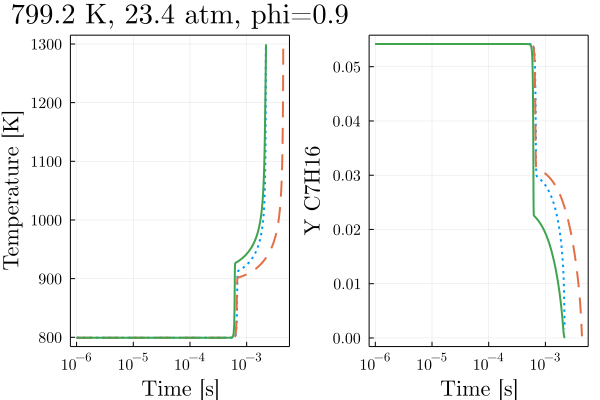 799.2 K, 23.4 atm, phi=0.9
Temperature [K]
1300
1200
1100
1000
900
800
10⁻⁶ 10⁻⁵ 10⁻⁴ 10⁻³
Time [s]
Y C7H16
0.05
0.04
0.03
0.02
0.01
0.00
10⁻⁶ 10⁻⁵ 10⁻⁴ 10⁻³
Time [s]